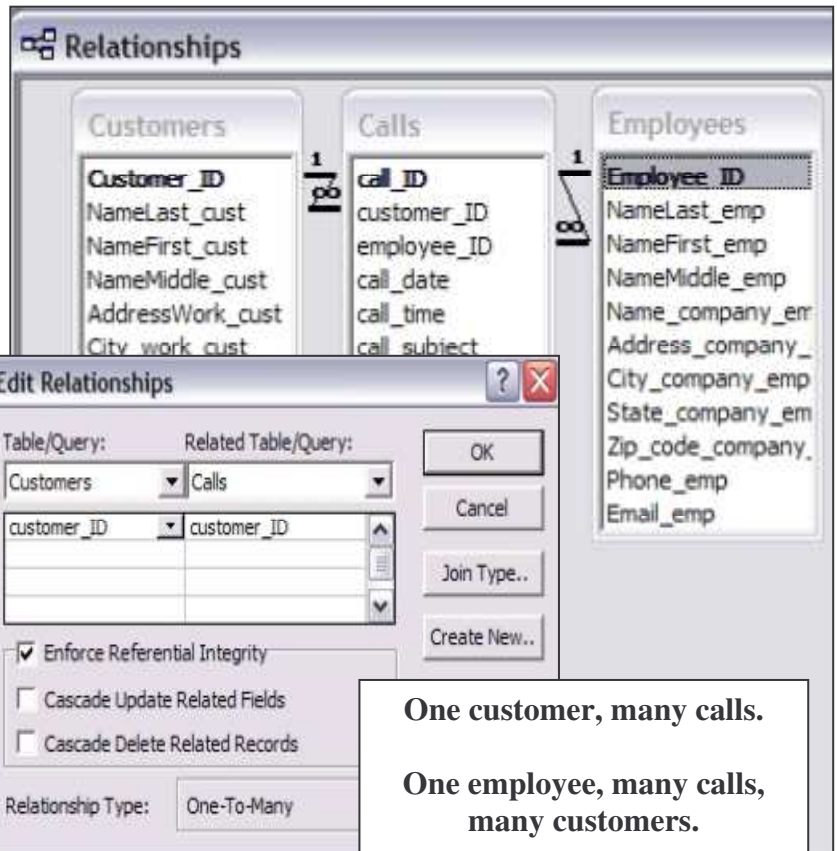 Relationships
Customers
Customer_ID
NameLast_cust
NameFirst_cust
NameMiddle_cust
AddressWork_cust
City_work_cust
1
∞
Calls
call_ID
customer_ID
employee_ID
call_date
call_time
call_subject
1
∞
Employees
Employee_ID
NameLast_emp
NameFirst_emp
NameMiddle_emp
Name_company_em
Address_company_
City_company_emp
State_company_em
Zip_code_company_
Phone_emp
Email_emp
Edit Relationships
?
X
Table/Query: Related Table/Query:
Customers Calls
customer_ID customer_ID
OK
Cancel
Join Type..
Create New..
Enforce Referential Integrity
Cascade Update Related Fields
Cascade Delete Related Records
Relationship Type: One-To-Many
One customer, many calls.
One employee, many calls,
many customers.